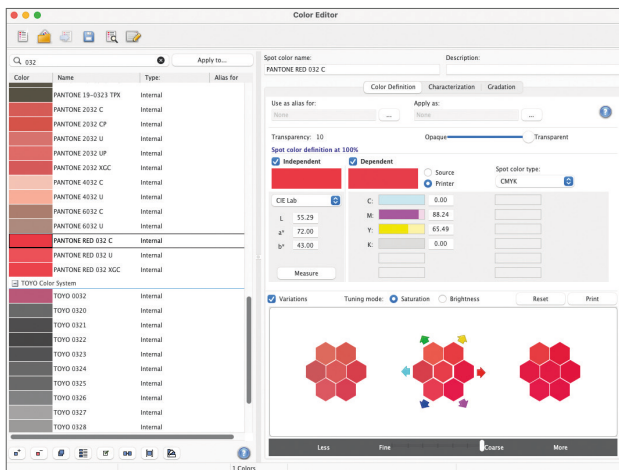 Color Editor
032
Apply to...
Color Name Type: Alias for
PANTONE 19-0323 TPX Internal
PANTONE 2032 C Internal
PANTONE 2032 CP Internal
PANTONE 2032 U Internal
PANTONE 2032 UP Internal
PANTONE 2032 XGC Internal
PANTONE 4032 C Internal
PANTONE 4032 U Internal
PANTONE 6032 C Internal
PANTONE 6032 U Internal
PANTONE RED 032 C Internal
PANTONE RED 032 U Internal
PANTONE RED 032 XGC Internal
TOYO Color System
TOYO 0032 Internal
TOYO 0320 Internal
TOYO 0321 Internal
TOYO 0322 Internal
TOYO 0323 Internal
TOYO 0324 Internal
TOYO 0325 Internal
TOYO 0326 Internal
TOYO 0327 Internal
TOYO 0328 Internal
1 Colors
Spot color name: Description:
PANTONE RED 032 C
Color Definition Characterization Gradation
Use as alias for: Apply as:
None ... None ...
Transparency: 10 Opaque Transparent
Spot color definition at 100%
Independent Dependent
Source
Printer
Spot color type:
CMYK
CIE Lab
L 55.29
a* 72.00
b* 43.00
Measure
C: 0.00
M: 88.24
Y: 65.49
K: 0.00
Variations Tuning mode: Saturation Brightness Reset Print
Less Fine Coarse More